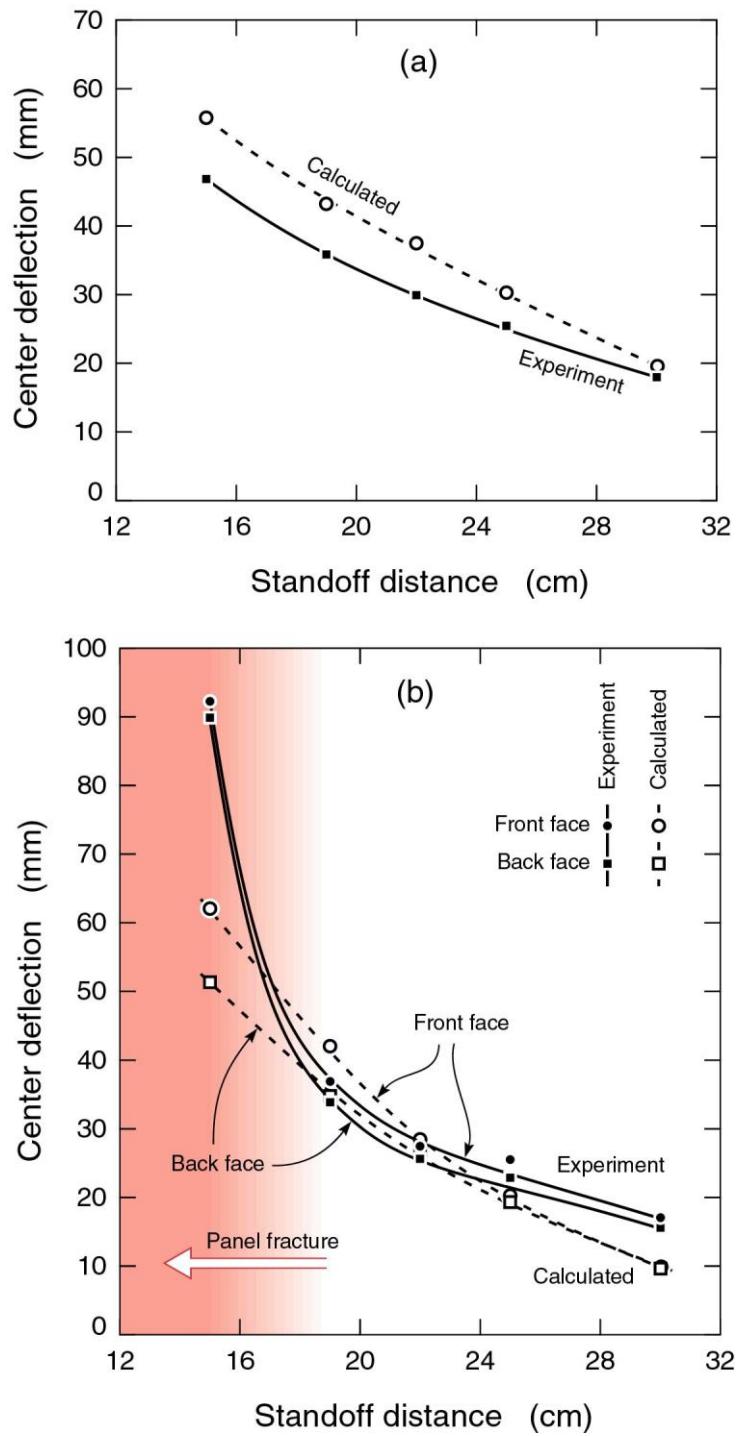 (a)
Center deflection (mm)
70
60
50
40
30
20
10
0
Calculated
Experiment
12 16 20 24 28 32
Standoff distance (cm)
(b)
Center deflection (mm)
100
90
80
70
60
50
40
30
20
10
0
Experiment
Calculated
Front face
Back face
Front face
Back face
Experiment
Panel fracture
Calculated
12 16 20 24 28 32
Standoff distance (cm)